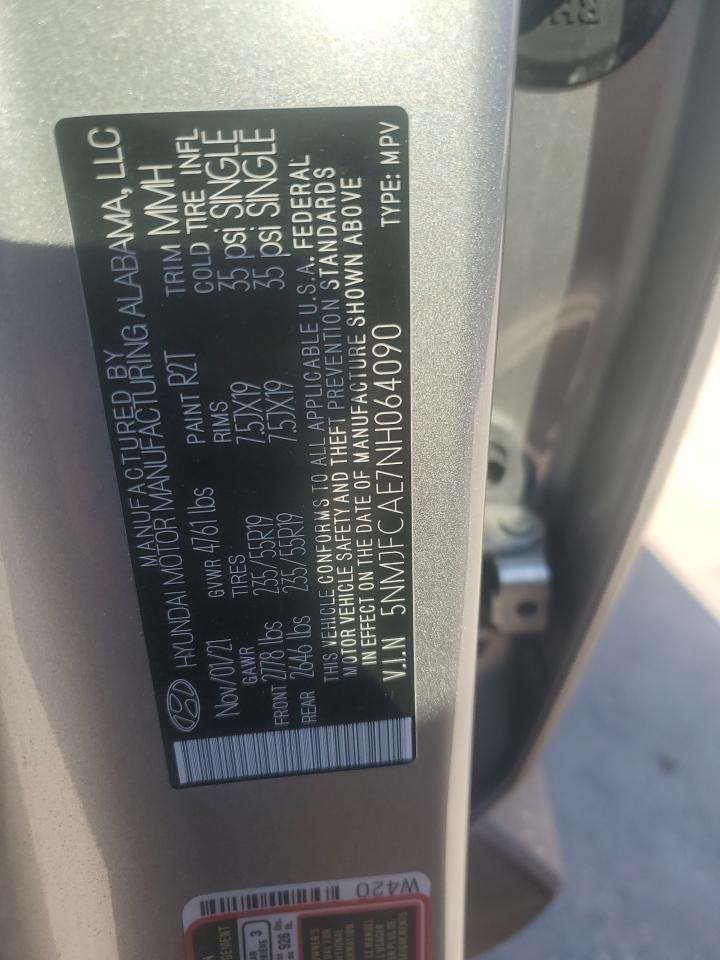 MANUFACTURED BY
HYUNDAI MOTOR MANUFACTURING ALABAMA, LLC
Nov/01/21 GVWR 4761 lbs PAINT R2T TRIM MMH
GAWR TIRES RIMS COLD TIRE INFL
FRONT 2778 lbs 235/55R19 7.5JX19 35 psi SINGLE
REAR 2646 lbs 235/55R19 7.5JX19 35 psi SINGLE
THIS VEHICLE CONFORMS TO ALL APPLICABLE U.S.A. FEDERAL
MOTOR VEHICLE SAFETY AND THEFT PREVENTION STANDARDS
IN EFFECT ON THE DATE OF MANUFACTURE SHOWN ABOVE
V.I.N 5NMJFCAE7NH064090 TYPE: MPV
W420
3
926 lb.